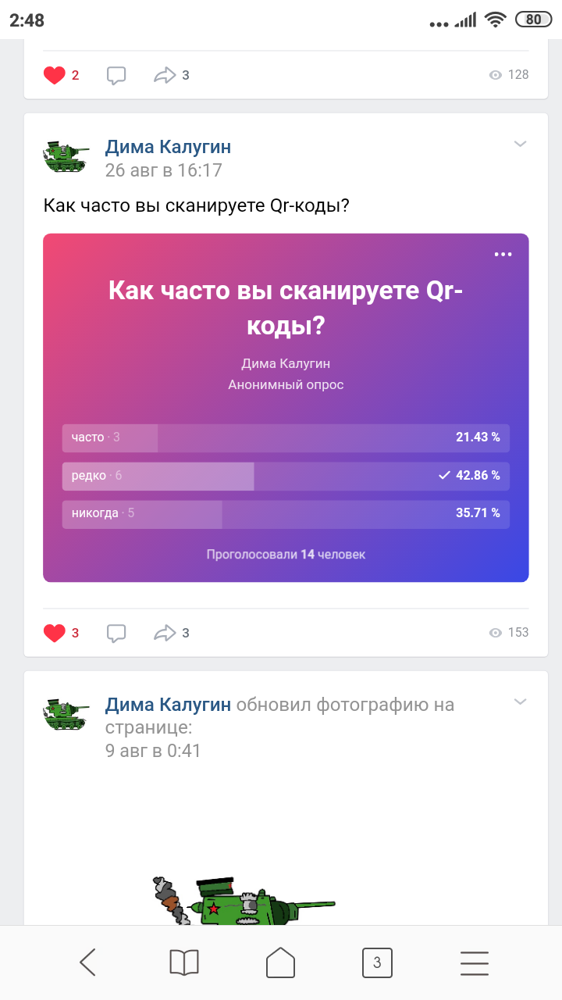 2:48
80
2
3
128
Дима Калугин
26 авг в 16:17
Как часто вы сканируете Qr-коды?
Как часто вы сканируете Qr-
коды?
Дима Калугин
Анонимный опрос
часто · 3 21.43 %
редко · 6 42.86 %
никогда · 5 35.71 %
Проголосовали 14 человек
3
3
153
Дима Калугин обновил фотографию на
странице:
9 авг в 0:41
3